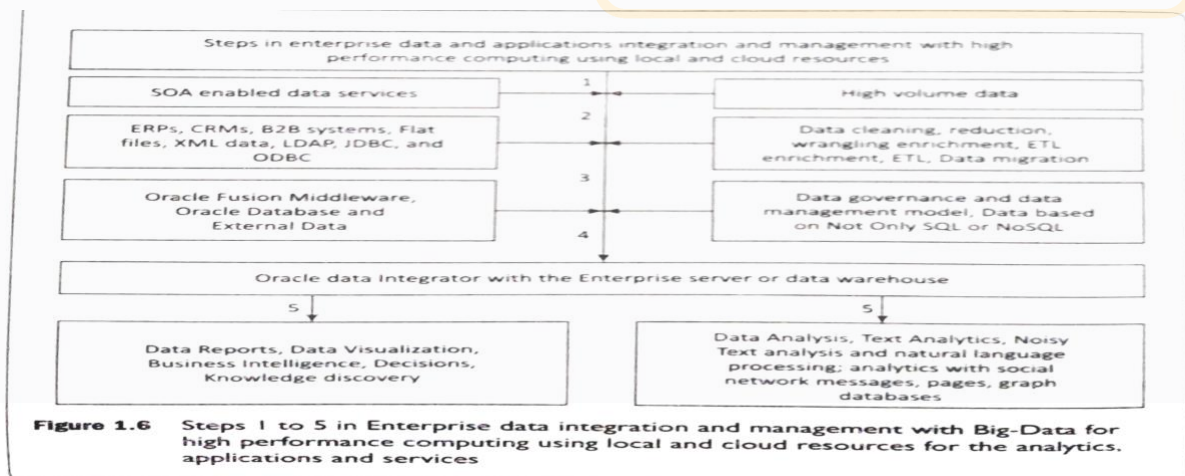 Steps in enterprise data and applications integration and management with high
performance computing using local and cloud resources
1
SOA enabled data services
High volume data
2
ERPs, CRMs, B2B systems, Flat
files, XML data, LDAP, JDBC, and
ODBC
Data cleaning, reduction,
wrangling enrichment, ETL
enrichment, ETL, Data migration
3
Oracle Fusion Middleware,
Oracle Database and
External Data
Data governance and data
management model, Data based
on Not Only SQL or NoSQL
4
Oracle data Integrator with the Enterprise server or data warehouse
5
5
Data Reports, Data Visualization,
Business Intelligence, Decisions,
Knowledge discovery
Data Analysis, Text Analytics, Noisy
Text analysis and natural language
processing; analytics with social
network messages, pages, graph
databases
Figure 1.6 Steps 1 to 5 in Enterprise data integration and management with Big-Data for
high performance computing using local and cloud resources for the analytics.
applications and services